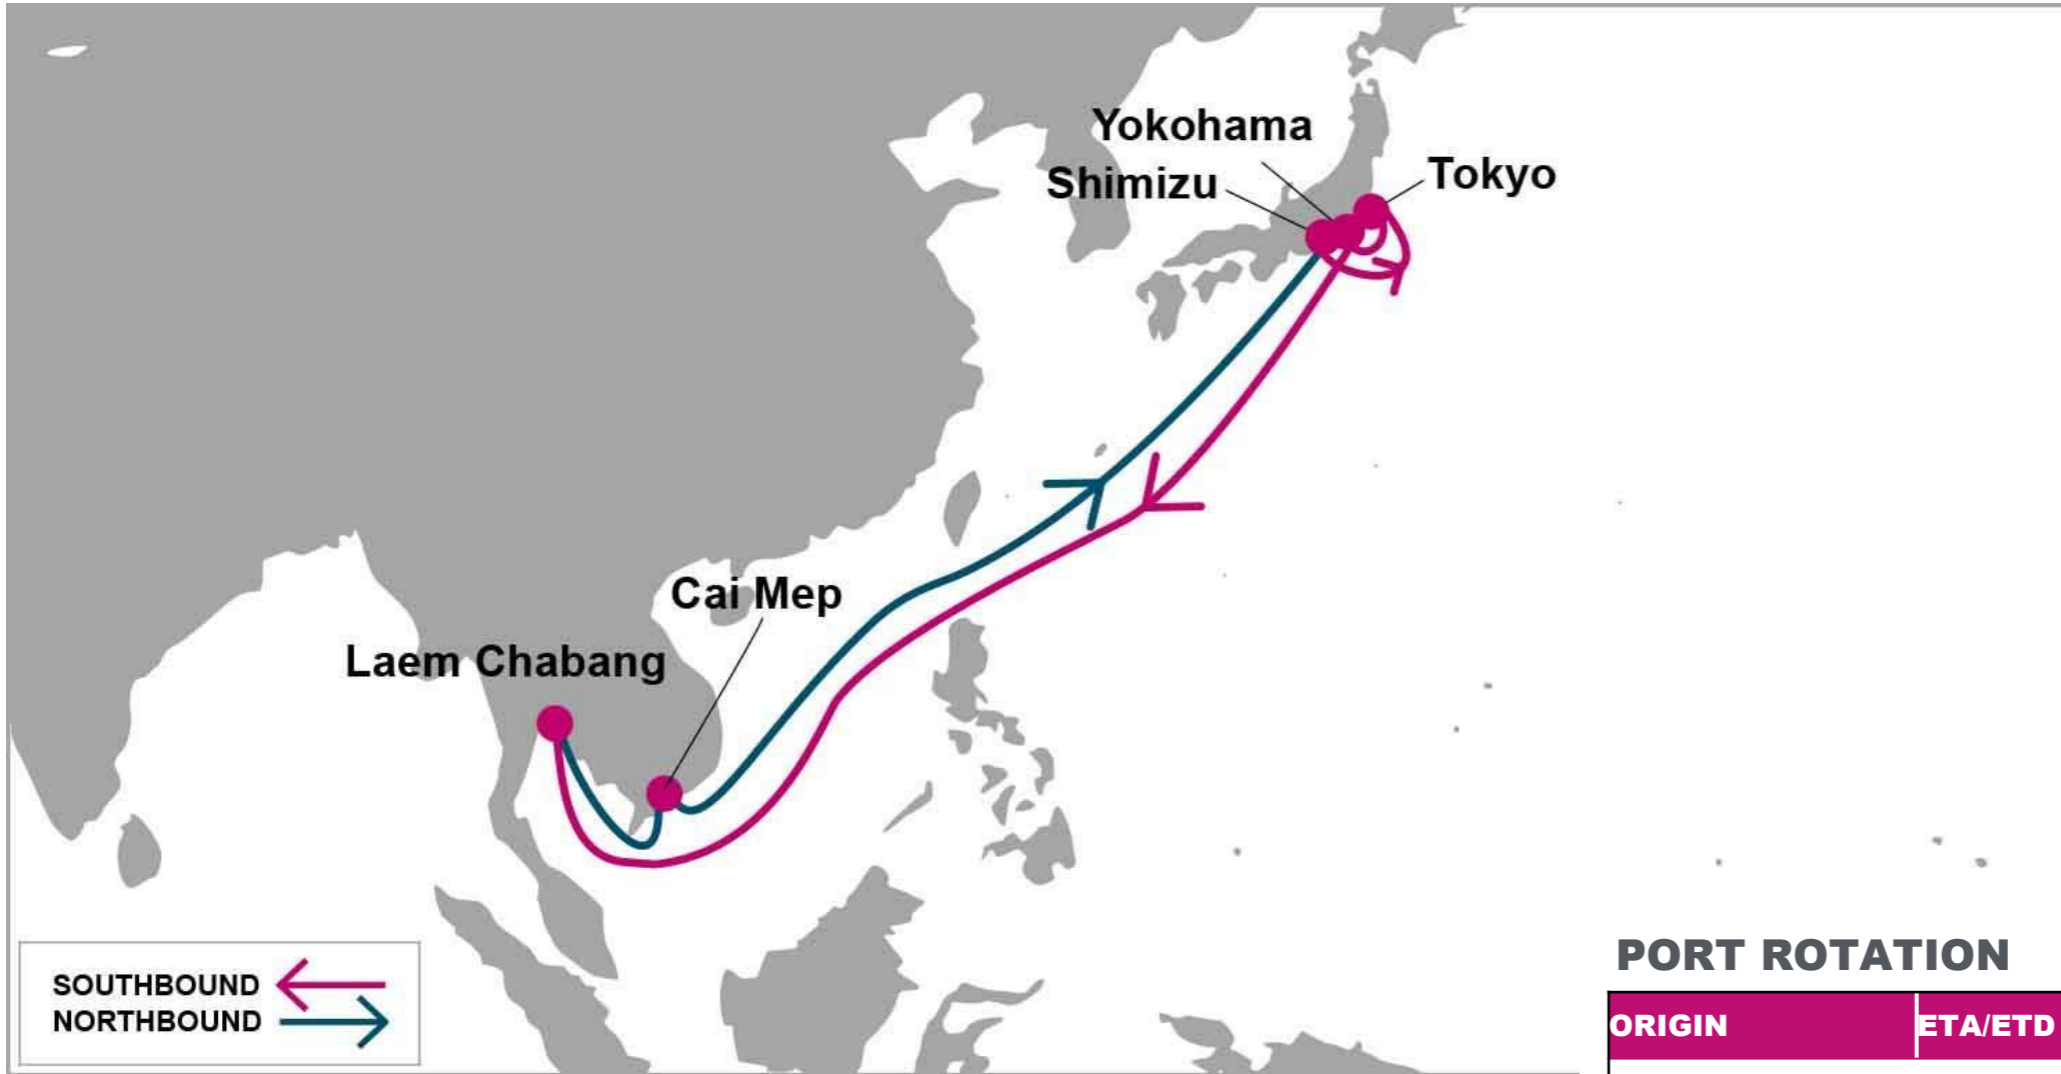 Yokohama
Shimizu
Tokyo
Cai Mep
Laem Chabang
SOUTHBOUND
NORTHBOUND
PORT ROTATION
ORIGIN ETA/ETD